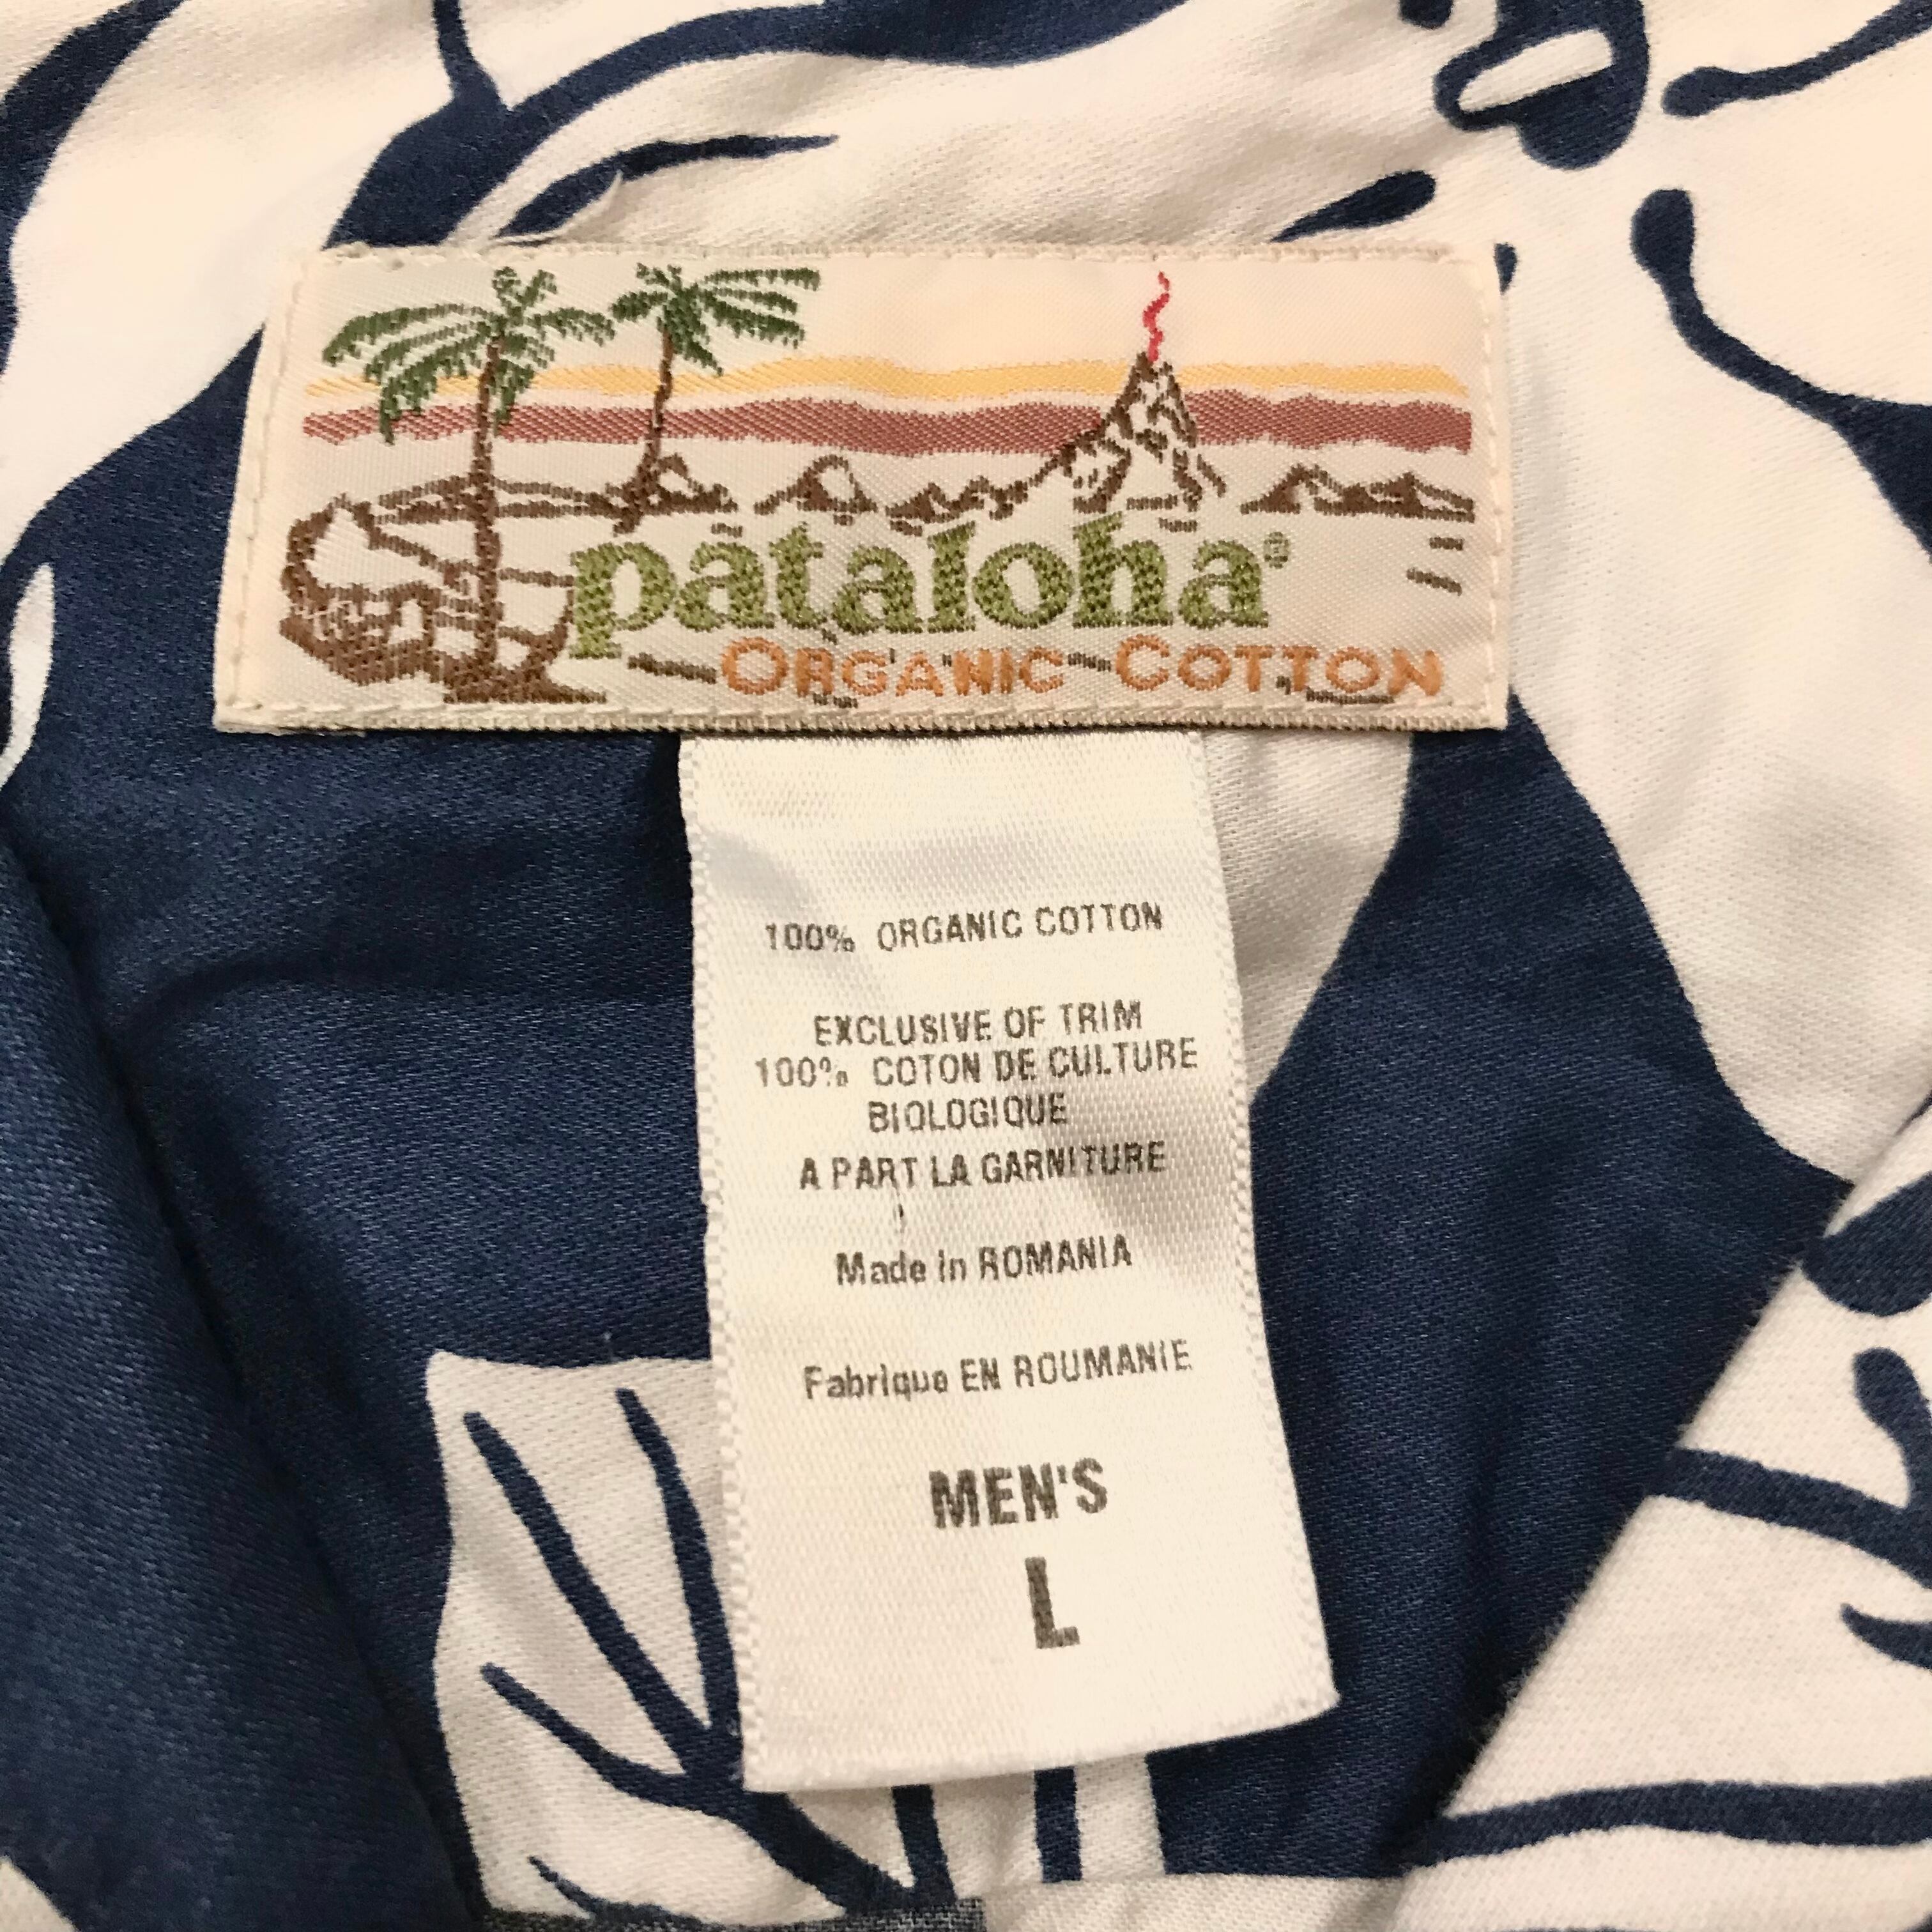 pataloha®
ORGANIC COTTON
100% ORGANIC COTTON
EXCLUSIVE OF TRIM
100% COTON DE CULTURE
BIOLOGIQUE
A PART LA GARNITURE
Made in ROMANIA
Fabrique EN ROUMANIE
MEN'S
L